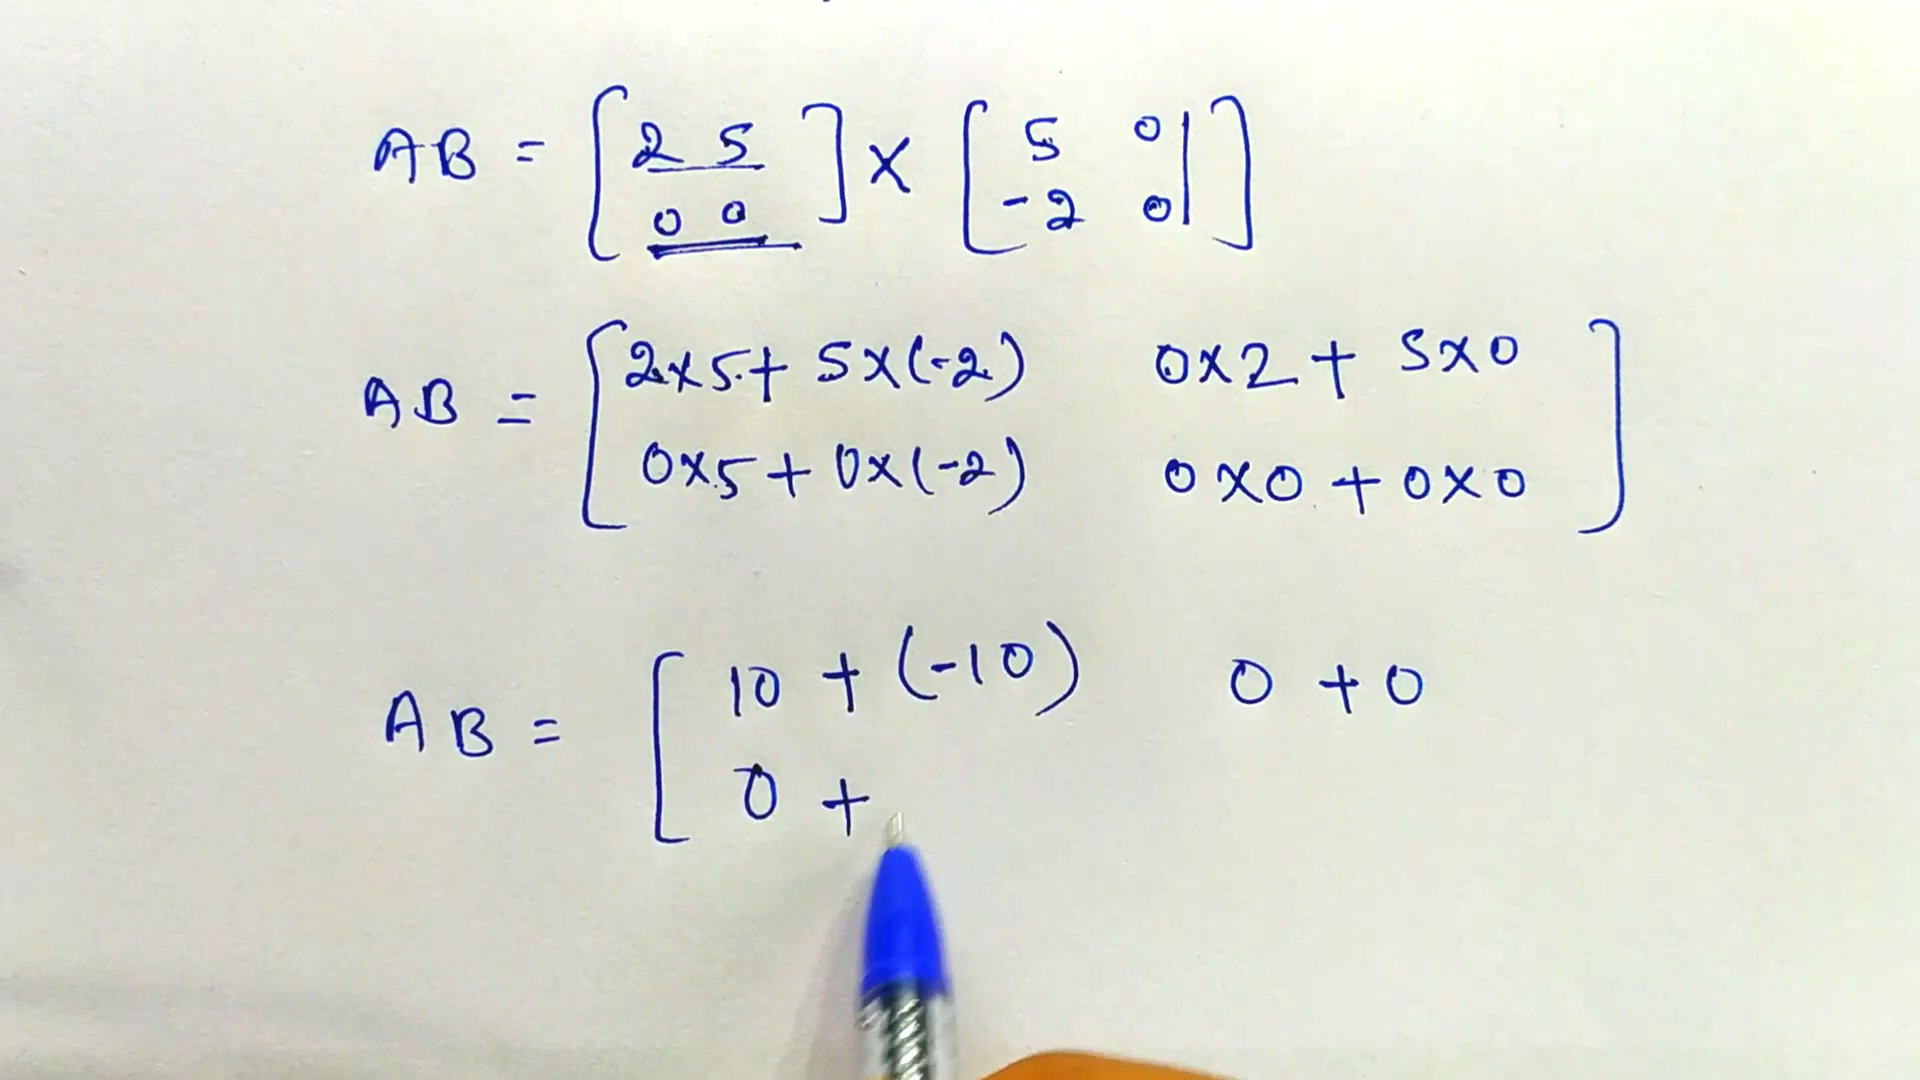 AB = [ 2 5 ] × [ 5 0 ]
0 0 -2 0
AB = [ 2×5+ 5×(-2) 0×2 + 5×0 ]
0×5+ 0×(-2) 0×0 + 0×0
AB = [ 10 + (-10) 0 + 0
0 +